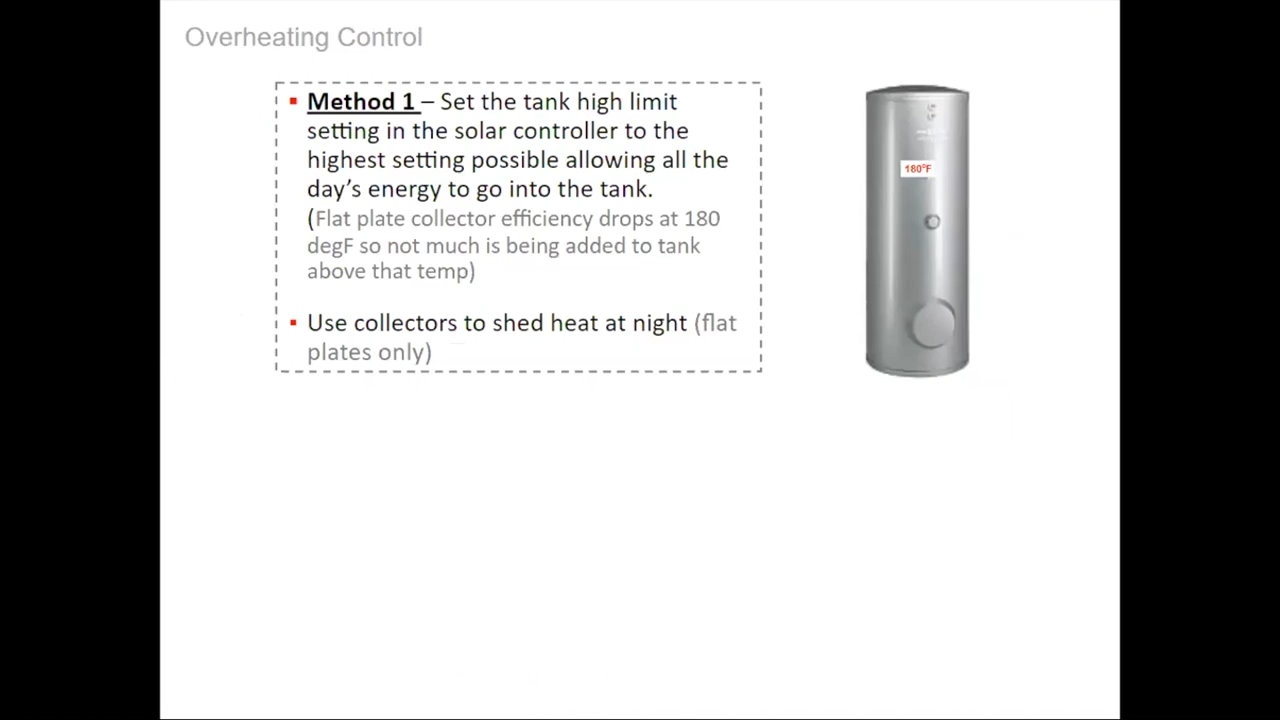 Overheating Control
▪ Method 1 – Set the tank high limit
setting in the solar controller to the
highest setting possible allowing all the
day’s energy to go into the tank.
(Flat plate collector efficiency drops at 180
degF so not much is being added to tank
above that temp)
▪ Use collectors to shed heat at night (flat
plates only)
180°F